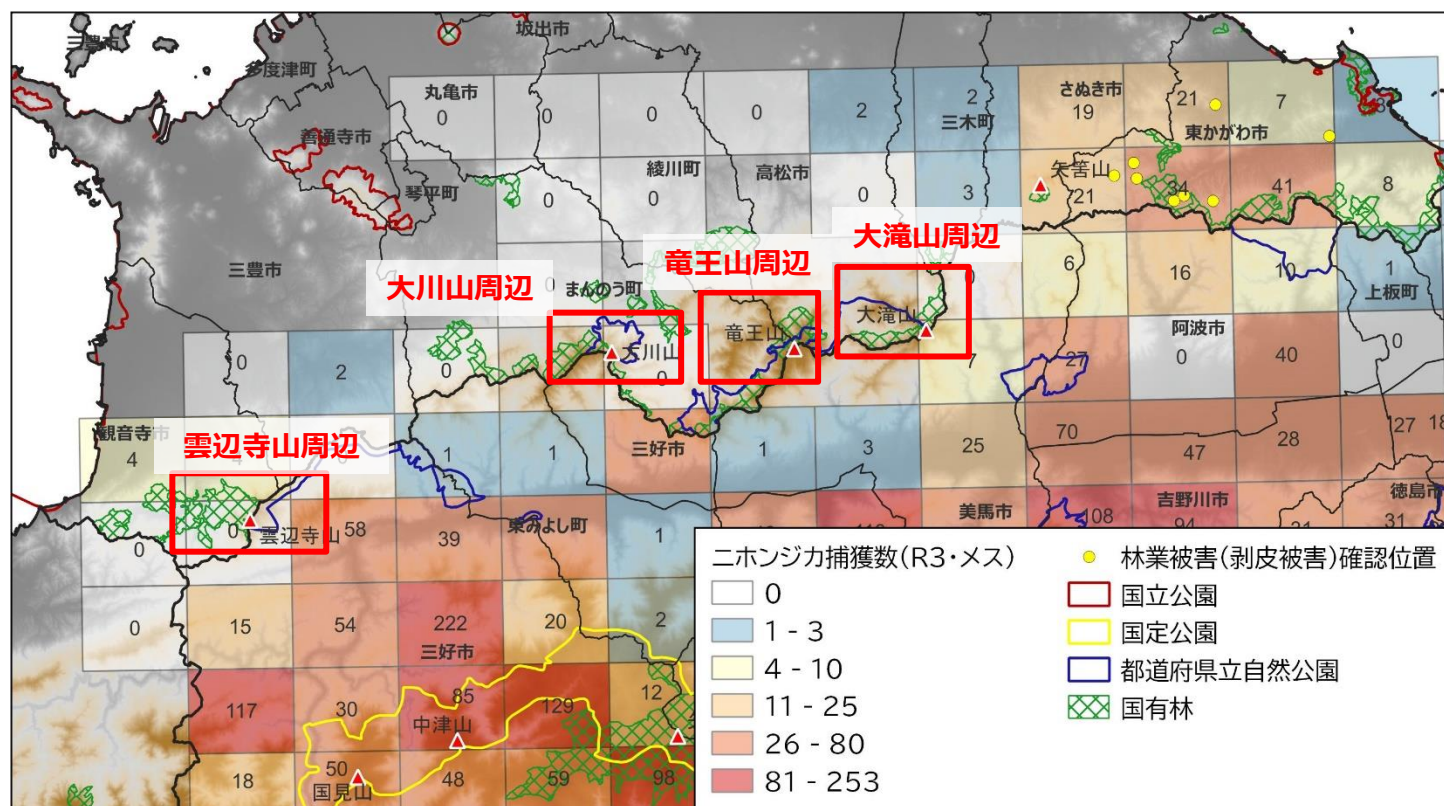 三豊市
坂出市
多度津町
丸亀市
0
0
0
0
2
2
三木町
さぬき市
19
21
7
3
東かがわ市
善通寺市
琴平町
綾川町
高松市
0
0
0
3
矢筈山
21
34
41
8
三豊市
大川山周辺
まんのう町
竜王山周辺
大滝山周辺
0
0
0
6
16
10
1
上板町
0
2
0
大川山
0
竜王山
大滝山
7
27
阿波市
0
40
0
観音寺市
4
雲辺寺山周辺
1
1
三好市
1
3
25
70
47
28
27
18
0
0
雲辺寺山
58
39
東みよし町
1
美馬市
108
吉野川市
94
31
徳島市
0
15
54
222
三好市
20
2
117
30
85
中津山
129
12
18
50
国見山
48
59
98
ニホンジカ捕獲数(R3・メス)
0
1 - 3
4 - 10
11 - 25
26 - 80
81 - 253
林業被害(剥皮被害)確認位置
国立公園
国定公園
都道府県立自然公園
国有林